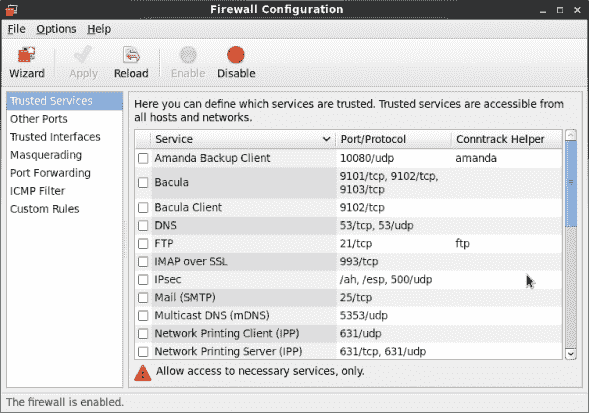 Firewall Configuration
File Options Help
Wizard Apply Reload Enable Disable
Trusted Services
Other Ports
Trusted Interfaces
Masquerading
Port Forwarding
ICMP Filter
Custom Rules
Here you can define which services are trusted. Trusted services are accessible from
all hosts and networks.
Service Port/Protocol Conntrack Helper
Amanda Backup Client 10080/udp amanda
Bacula 9101/tcp, 9102/tcp,
9103/tcp
Bacula Client 9102/tcp
DNS 53/tcp, 53/udp
FTP 21/tcp ftp
IMAP over SSL 993/tcp
IPsec /ah, /esp, 500/udp
Mail (SMTP) 25/tcp
Multicast DNS (mDNS) 5353/udp
Network Printing Client (IPP) 631/udp
Network Printing Server (IPP) 631/tcp, 631/udp
Allow access to necessary services, only.
The firewall is enabled.